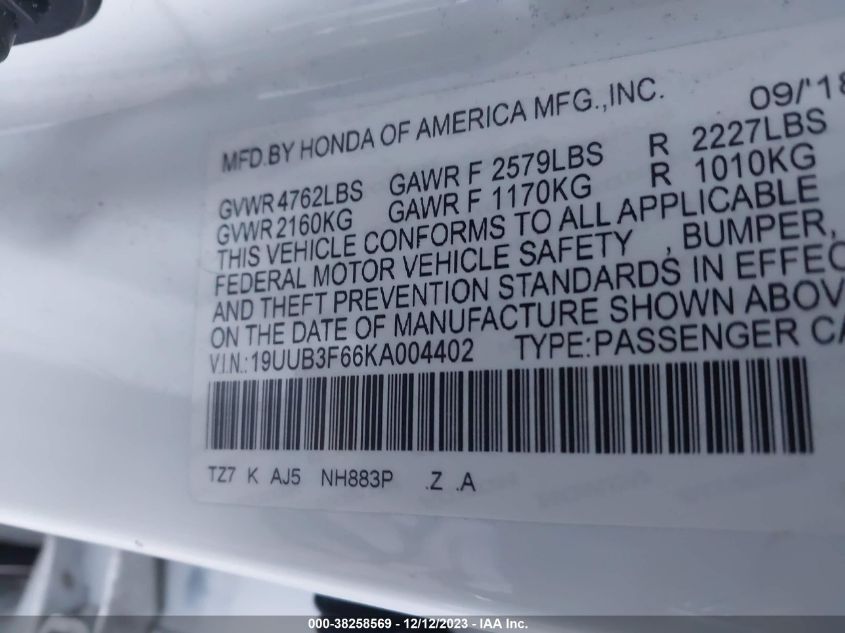 MFD.BY HONDA OF AMERICA MFG.,INC. 09/'18
GVWR 4762LBS GAWR F 2579LBS R 2227LBS
GVWR 2160KG GAWR F 1170KG R 1010KG
THIS VEHICLE CONFORMS TO ALL APPLICABLE
FEDERAL MOTOR VEHICLE SAFETY , BUMPER,
AND THEFT PREVENTION STANDARDS IN EFFEC
ON THE DATE OF MANUFACTURE SHOWN ABOV
V.I.N.:19UUB3F66KA004402 TYPE:PASSENGER CA
TZ7 K AJ5 NH883P .Z .A
000-38258569 - 12/12/2023 - IAA Inc.